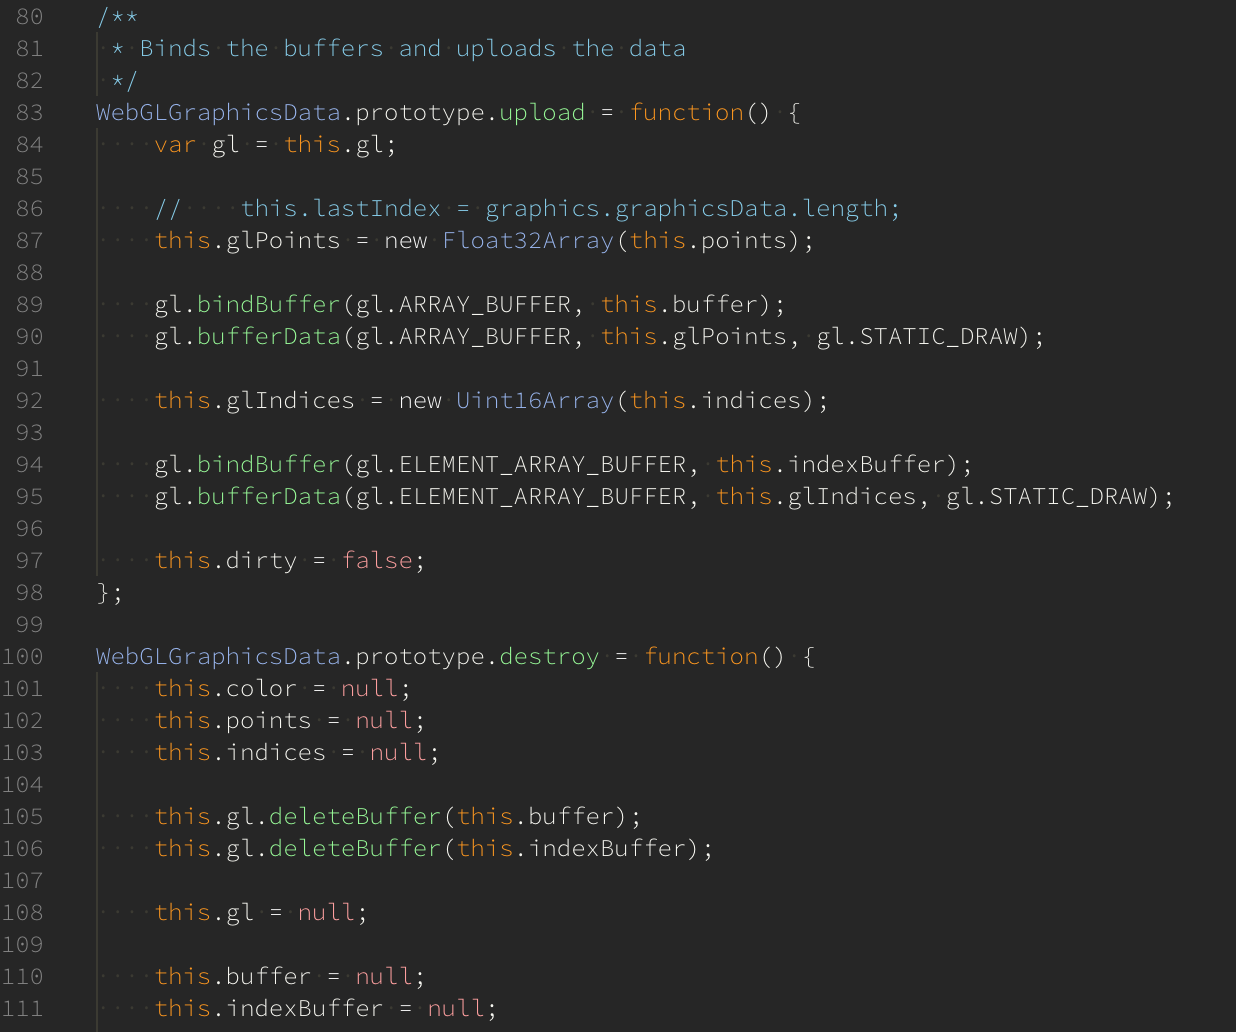 80 /**
81 * Binds the buffers and uploads the data
82 */
83 WebGLGraphicsData.prototype.upload = function() {
84 var gl = this.gl;
85
86 // this.lastIndex = graphics.graphicsData.length;
87 this.glPoints = new Float32Array(this.points);
88
89 gl.bindBuffer(gl.ARRAY_BUFFER, this.buffer);
90 gl.bufferData(gl.ARRAY_BUFFER, this.glPoints, gl.STATIC_DRAW);
91
92 this.glIndices = new Uint16Array(this.indices);
93
94 gl.bindBuffer(gl.ELEMENT_ARRAY_BUFFER, this.indexBuffer);
95 gl.bufferData(gl.ELEMENT_ARRAY_BUFFER, this.glIndices, gl.STATIC_DRAW);
96
97 this.dirty = false;
98 };
99
100 WebGLGraphicsData.prototype.destroy = function() {
101 this.color = null;
102 this.points = null;
103 this.indices = null;
104
105 this.gl.deleteBuffer(this.buffer);
106 this.gl.deleteBuffer(this.indexBuffer);
107
108 this.gl = null;
109
110 this.buffer = null;
111 this.indexBuffer = null;